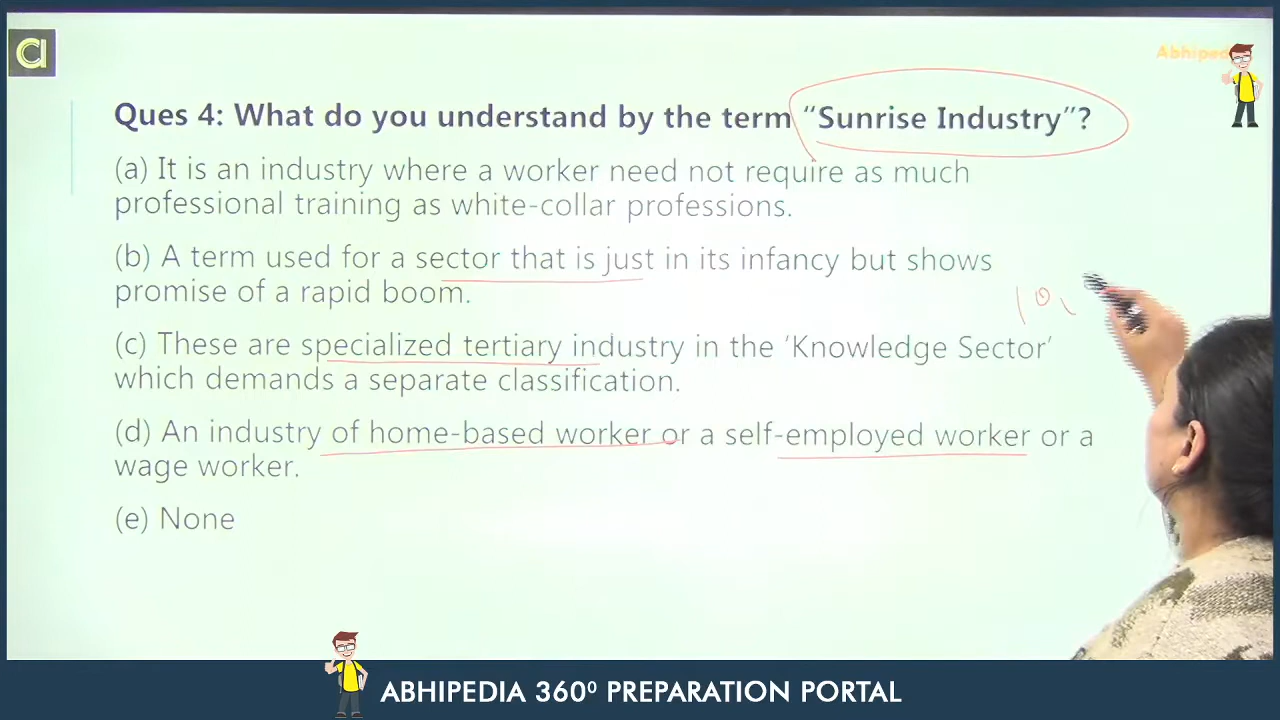 a
Abhiped
Ques 4: What do you understand by the term “Sunrise Industry”?
(a) It is an industry where a worker need not require as much
professional training as white-collar professions.
(b) A term used for a sector that is just in its infancy but shows
promise of a rapid boom.
(c) These are specialized tertiary industry in the ‘Knowledge Sector’
which demands a separate classification.
(d) An industry of home-based worker or a self-employed worker or a
wage worker.
(e) None
ABHIPEDIA 360⁰ PREPARATION PORTAL